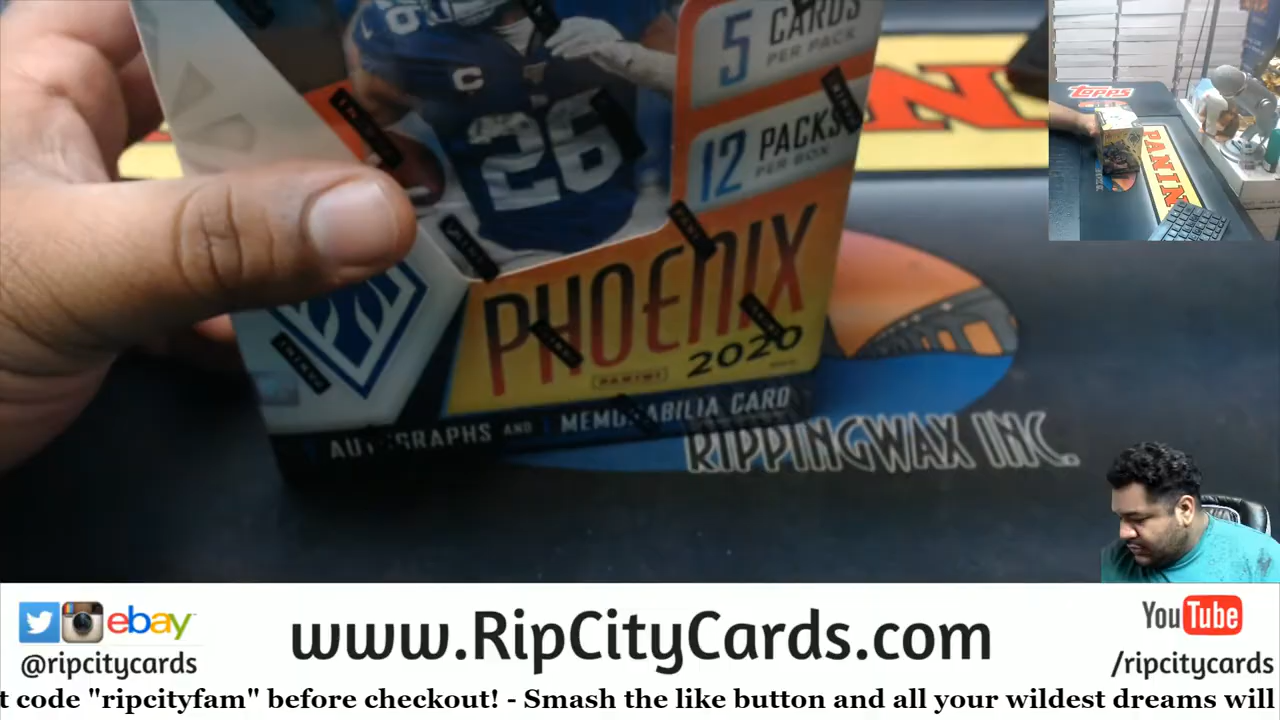 26
C
26
5 CARDS
PER PACK
12 PACKS
PER BOX
PHOENIX
PANINI
2020
AUTOGRAPHS AND MEMORABILIA CARD
RIPPINGWAX INC.
TOPPS
PANINI
ebay
@ripcitycards
www.RipCityCards.com
YouTube
/ripcitycards
t code "ripcityfam" before checkout! - Smash the like button and all your wildest dreams will